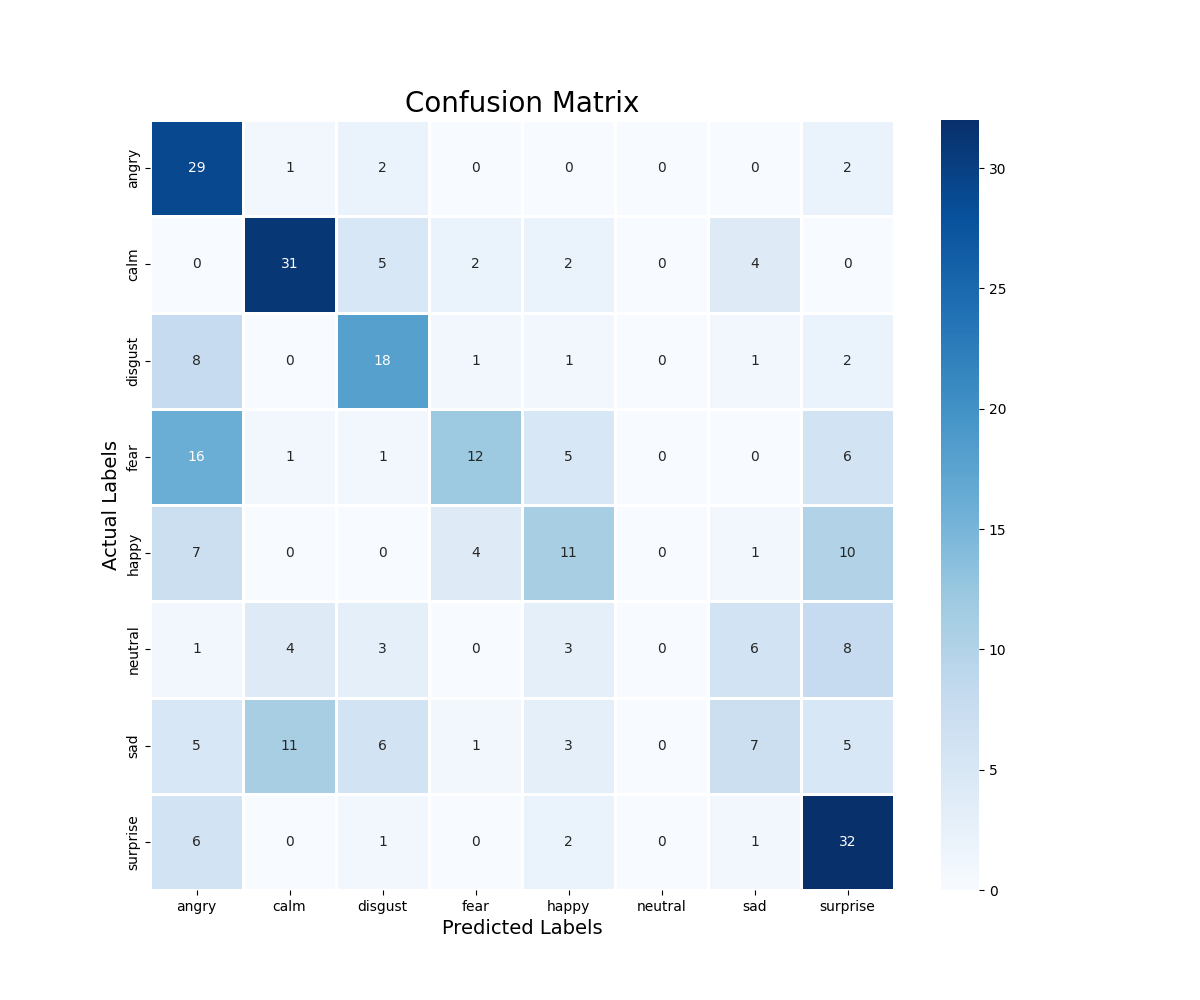 Confusion Matrix
angry 29 1 2 0 0 0 0 2
calm 0 31 5 2 2 0 4 0
disgust 8 0 18 1 1 0 1 2
fear 16 1 1 12 5 0 0 6
happy 7 0 0 4 11 0 1 10
neutral 1 4 3 0 3 0 6 8
sad 5 11 6 1 3 0 7 5
surprise 6 0 1 0 2 0 1 32
angry calm disgust fear happy neutral sad surprise
Predicted Labels
Actual Labels
30
25
20
15
10
5
0